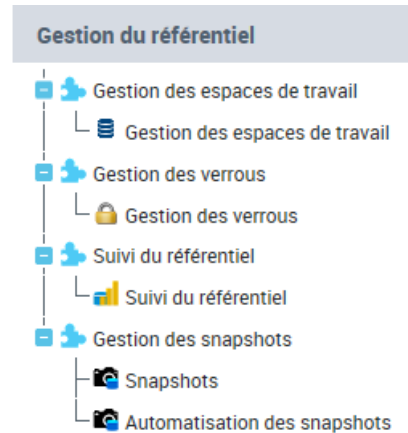 Gestion du référentiel
Gestion des espaces de travail
Gestion des espaces de travail
Gestion des verrous
Gestion des verrous
Suivi du référentiel
Suivi du référentiel
Gestion des snapshots
Snapshots
Automatisation des snapshots